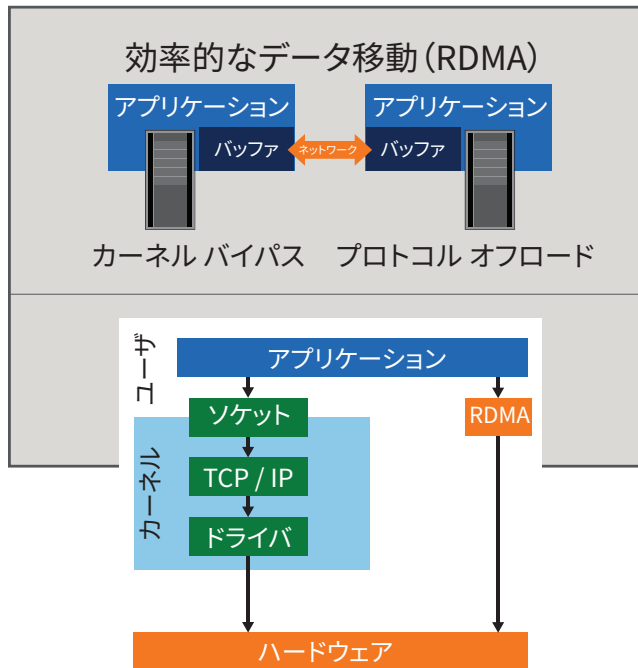 効率的なデータ移動（RDMA）
アプリケーション
アプリケーション
バッファ
ネットワーク
バッファ
カーネル バイパス
プロトコル オフロード
ユーザ
アプリケーション
ソケット
RDMA
カーネル
TCP / IP
ドライバ
ハードウェア